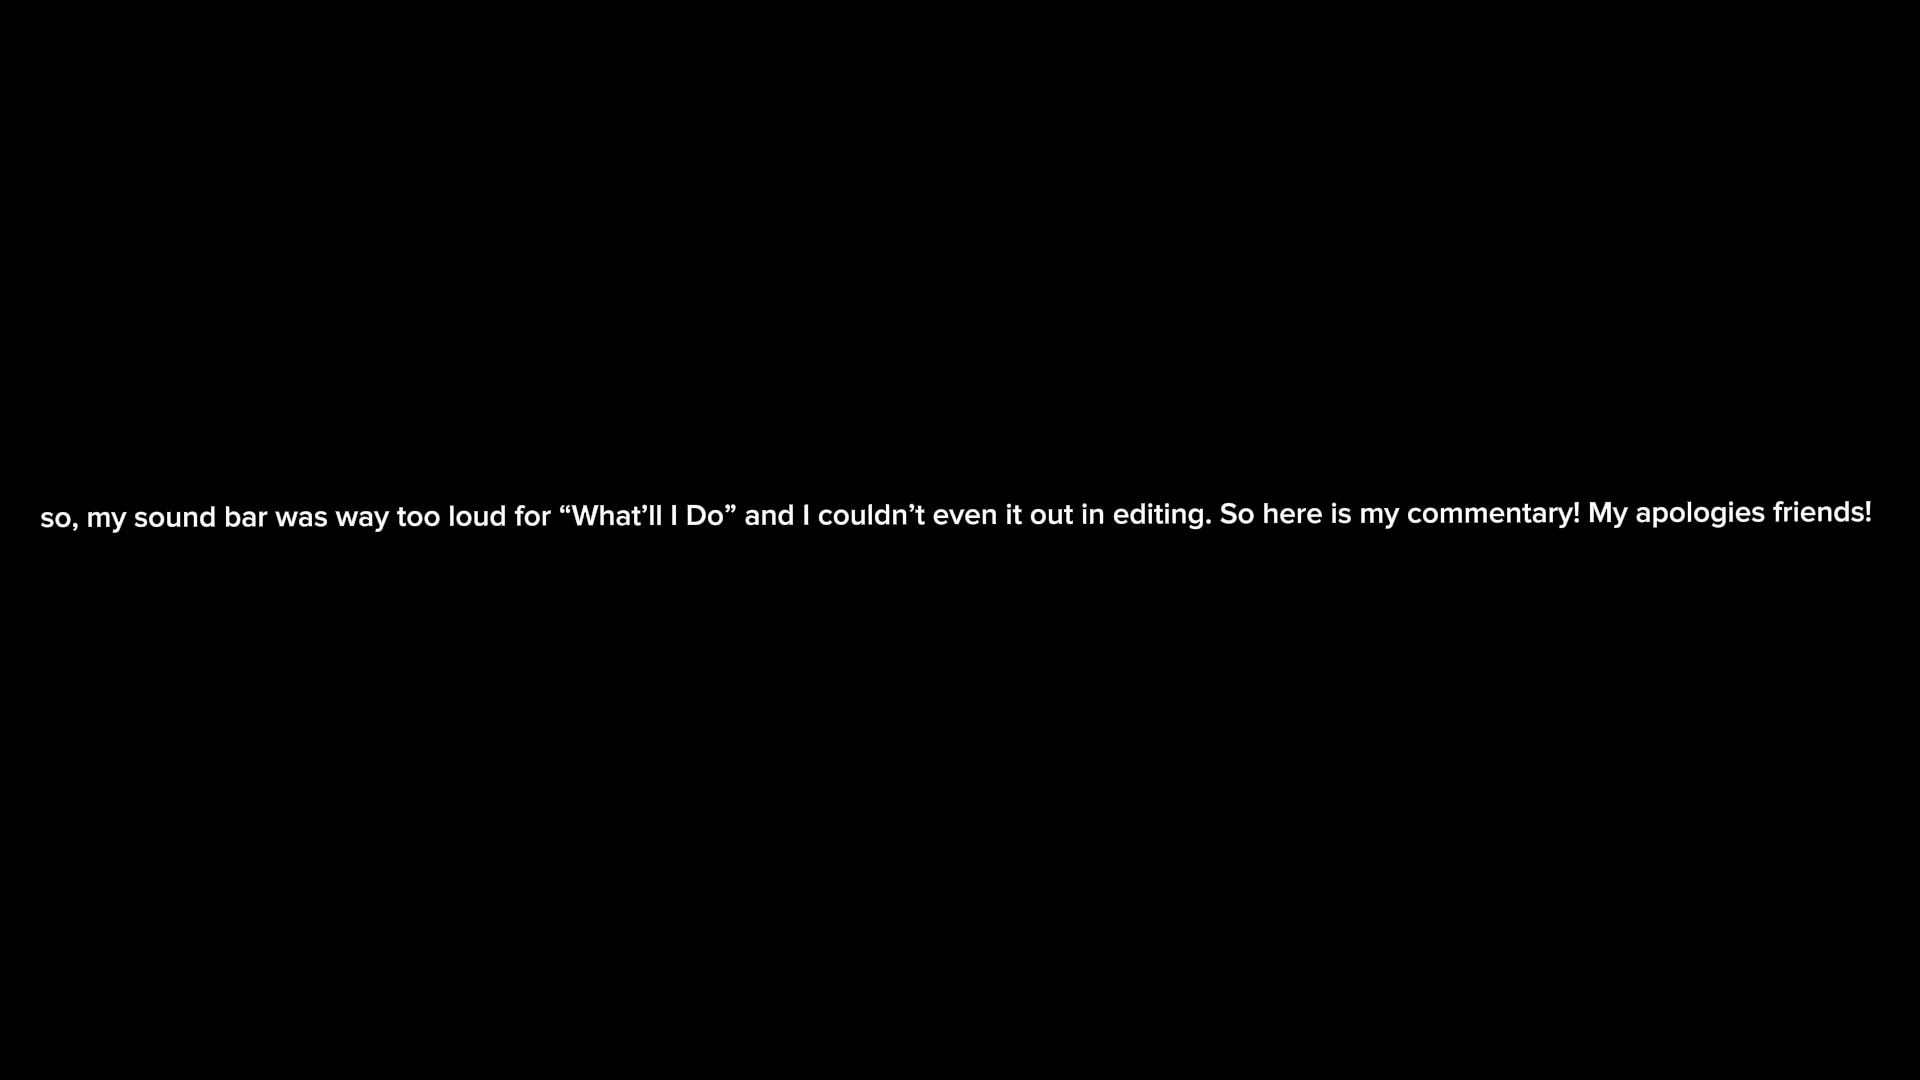 so, my sound bar was way too loud for “What’ll I Do” and I couldn’t even it out in editing. So here is my commentary! My apologies friends!